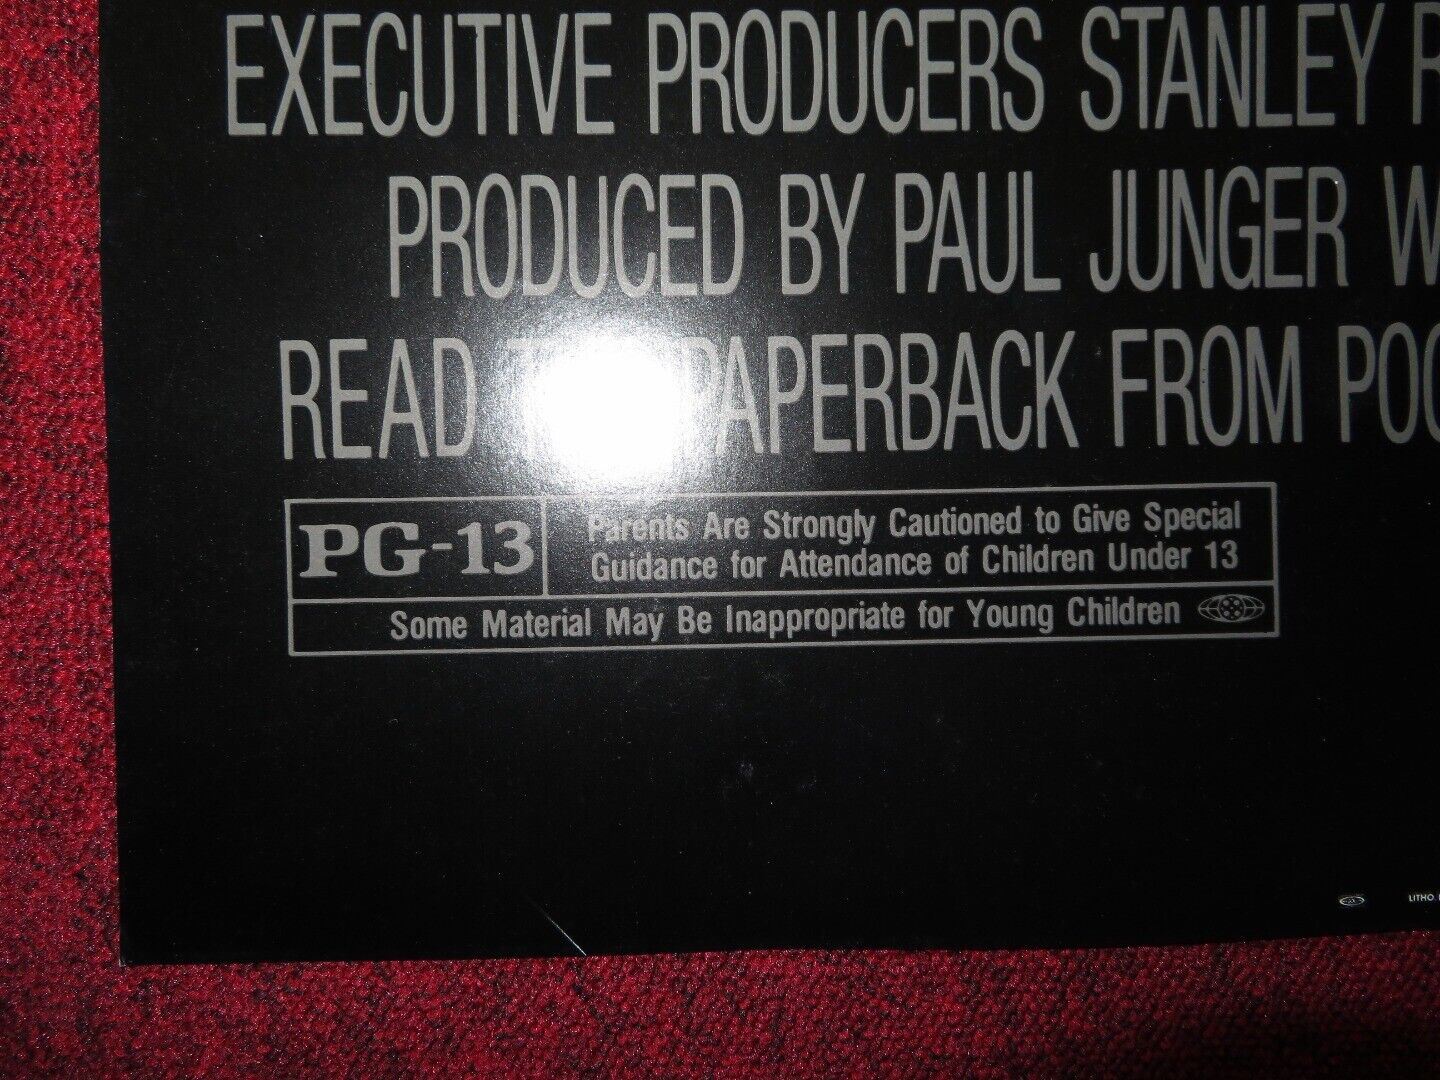 EXECUTIVE PRODUCERS STANLEY
PRODUCED BY PAUL JUNGER
READ PAPERBACK FROM
PG-13
Parents Are Strongly Cautioned to Give Special
Guidance for Attendance of Children Under 13
Some Material May Be Inappropriate for Young Children
LITHO.